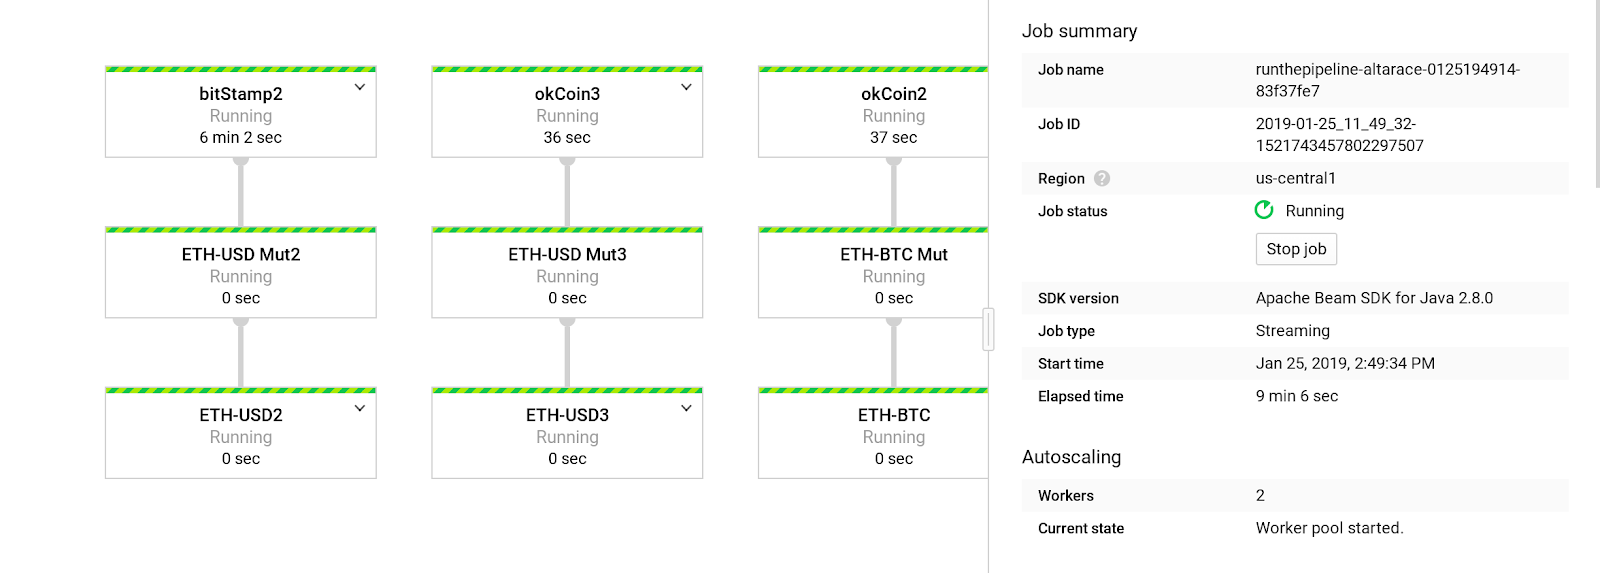 bitStamp2
Running
6 min 2 sec
okCoin3
Running
36 sec
okCoin2
Running
37 sec
ETH-USD Mut2
Running
0 sec
ETH-USD Mut3
Running
0 sec
ETH-BTC Mut
Running
0 sec
ETH-USD2
Running
0 sec
ETH-USD3
Running
0 sec
ETH-BTC
Running
0 sec
Job summary
Job name
runthepipeline-altarace-0125194914-
83f37fe7
Job ID
2019-01-25_11_49_32-
1521743457802297507
Region ?
us-central1
Job status
Running
Stop job
SDK version
Apache Beam SDK for Java 2.8.0
Job type
Streaming
Start time
Jan 25, 2019, 2:49:34 PM
Elapsed time
9 min 6 sec
Autoscaling
Workers
2
Current state
Worker pool started.